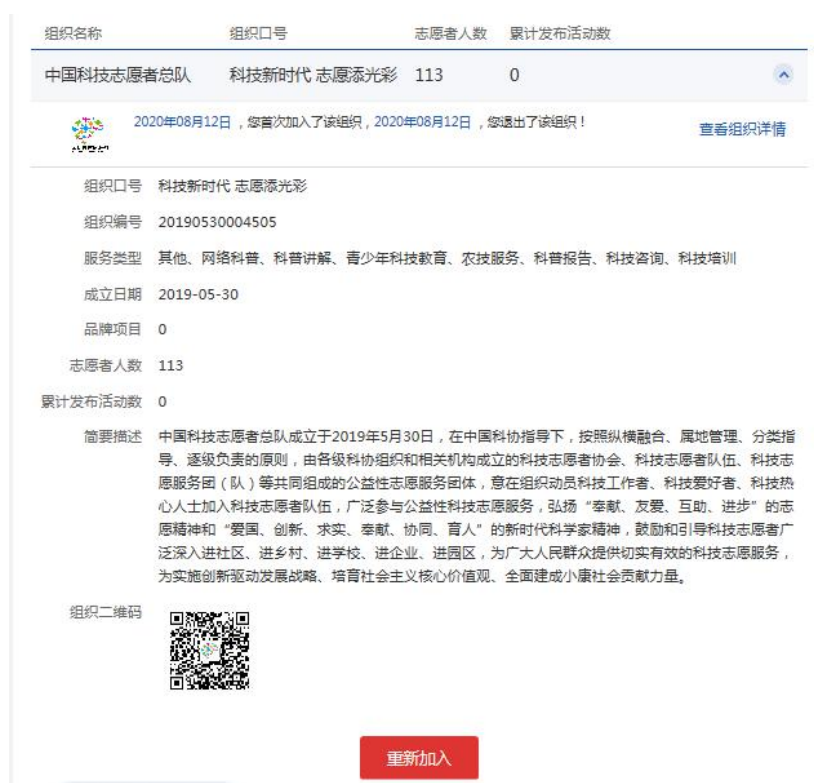 组织名称 组织口号 志愿者人数 累计发布活动数
中国科技志愿者总队 科技新时代 志愿添光彩 113 0
2020年08月12日，您首次加入了该组织，2020年08月12日，您退出了该组织！ 查看组织详情
组织口号 科技新时代 志愿添光彩
组织编号 20190530004505
服务类型 其他、网络科普、科普讲解、青少年科技教育、农技服务、科普报告、科技咨询、科技培训
成立日期 2019-05-30
品牌项目 0
志愿者人数 113
累计发布活动数 0
简要描述 中国科技志愿者总队成立于2019年5月30日，在中国科协指导下，按照纵横融合、属地管理、分类指
导、逐级负责的原则，由各级科协组织和相关机构成立的科技志愿者协会、科技志愿者队伍、科技志
愿服务团（队）等共同组成的公益性志愿服务团体，意在组织动员科技工作者、科技爱好者、科技热
心人士加入科技志愿者队伍，广泛参与公益性科技志愿服务，弘扬“奉献、友爱、互助、进步”的志
愿精神和“爱国、创新、求实、奉献、协同、育人”的新时代科学家精神，鼓励和引导科技志愿者广
泛深入进社区、进乡村、进学校、进企业、进园区，为广大人民群众提供切实有效的科技志愿服务，
为实施创新驱动发展战略、培育社会主义核心价值观、全面建成小康社会贡献力量。
组织二维码
重新加入